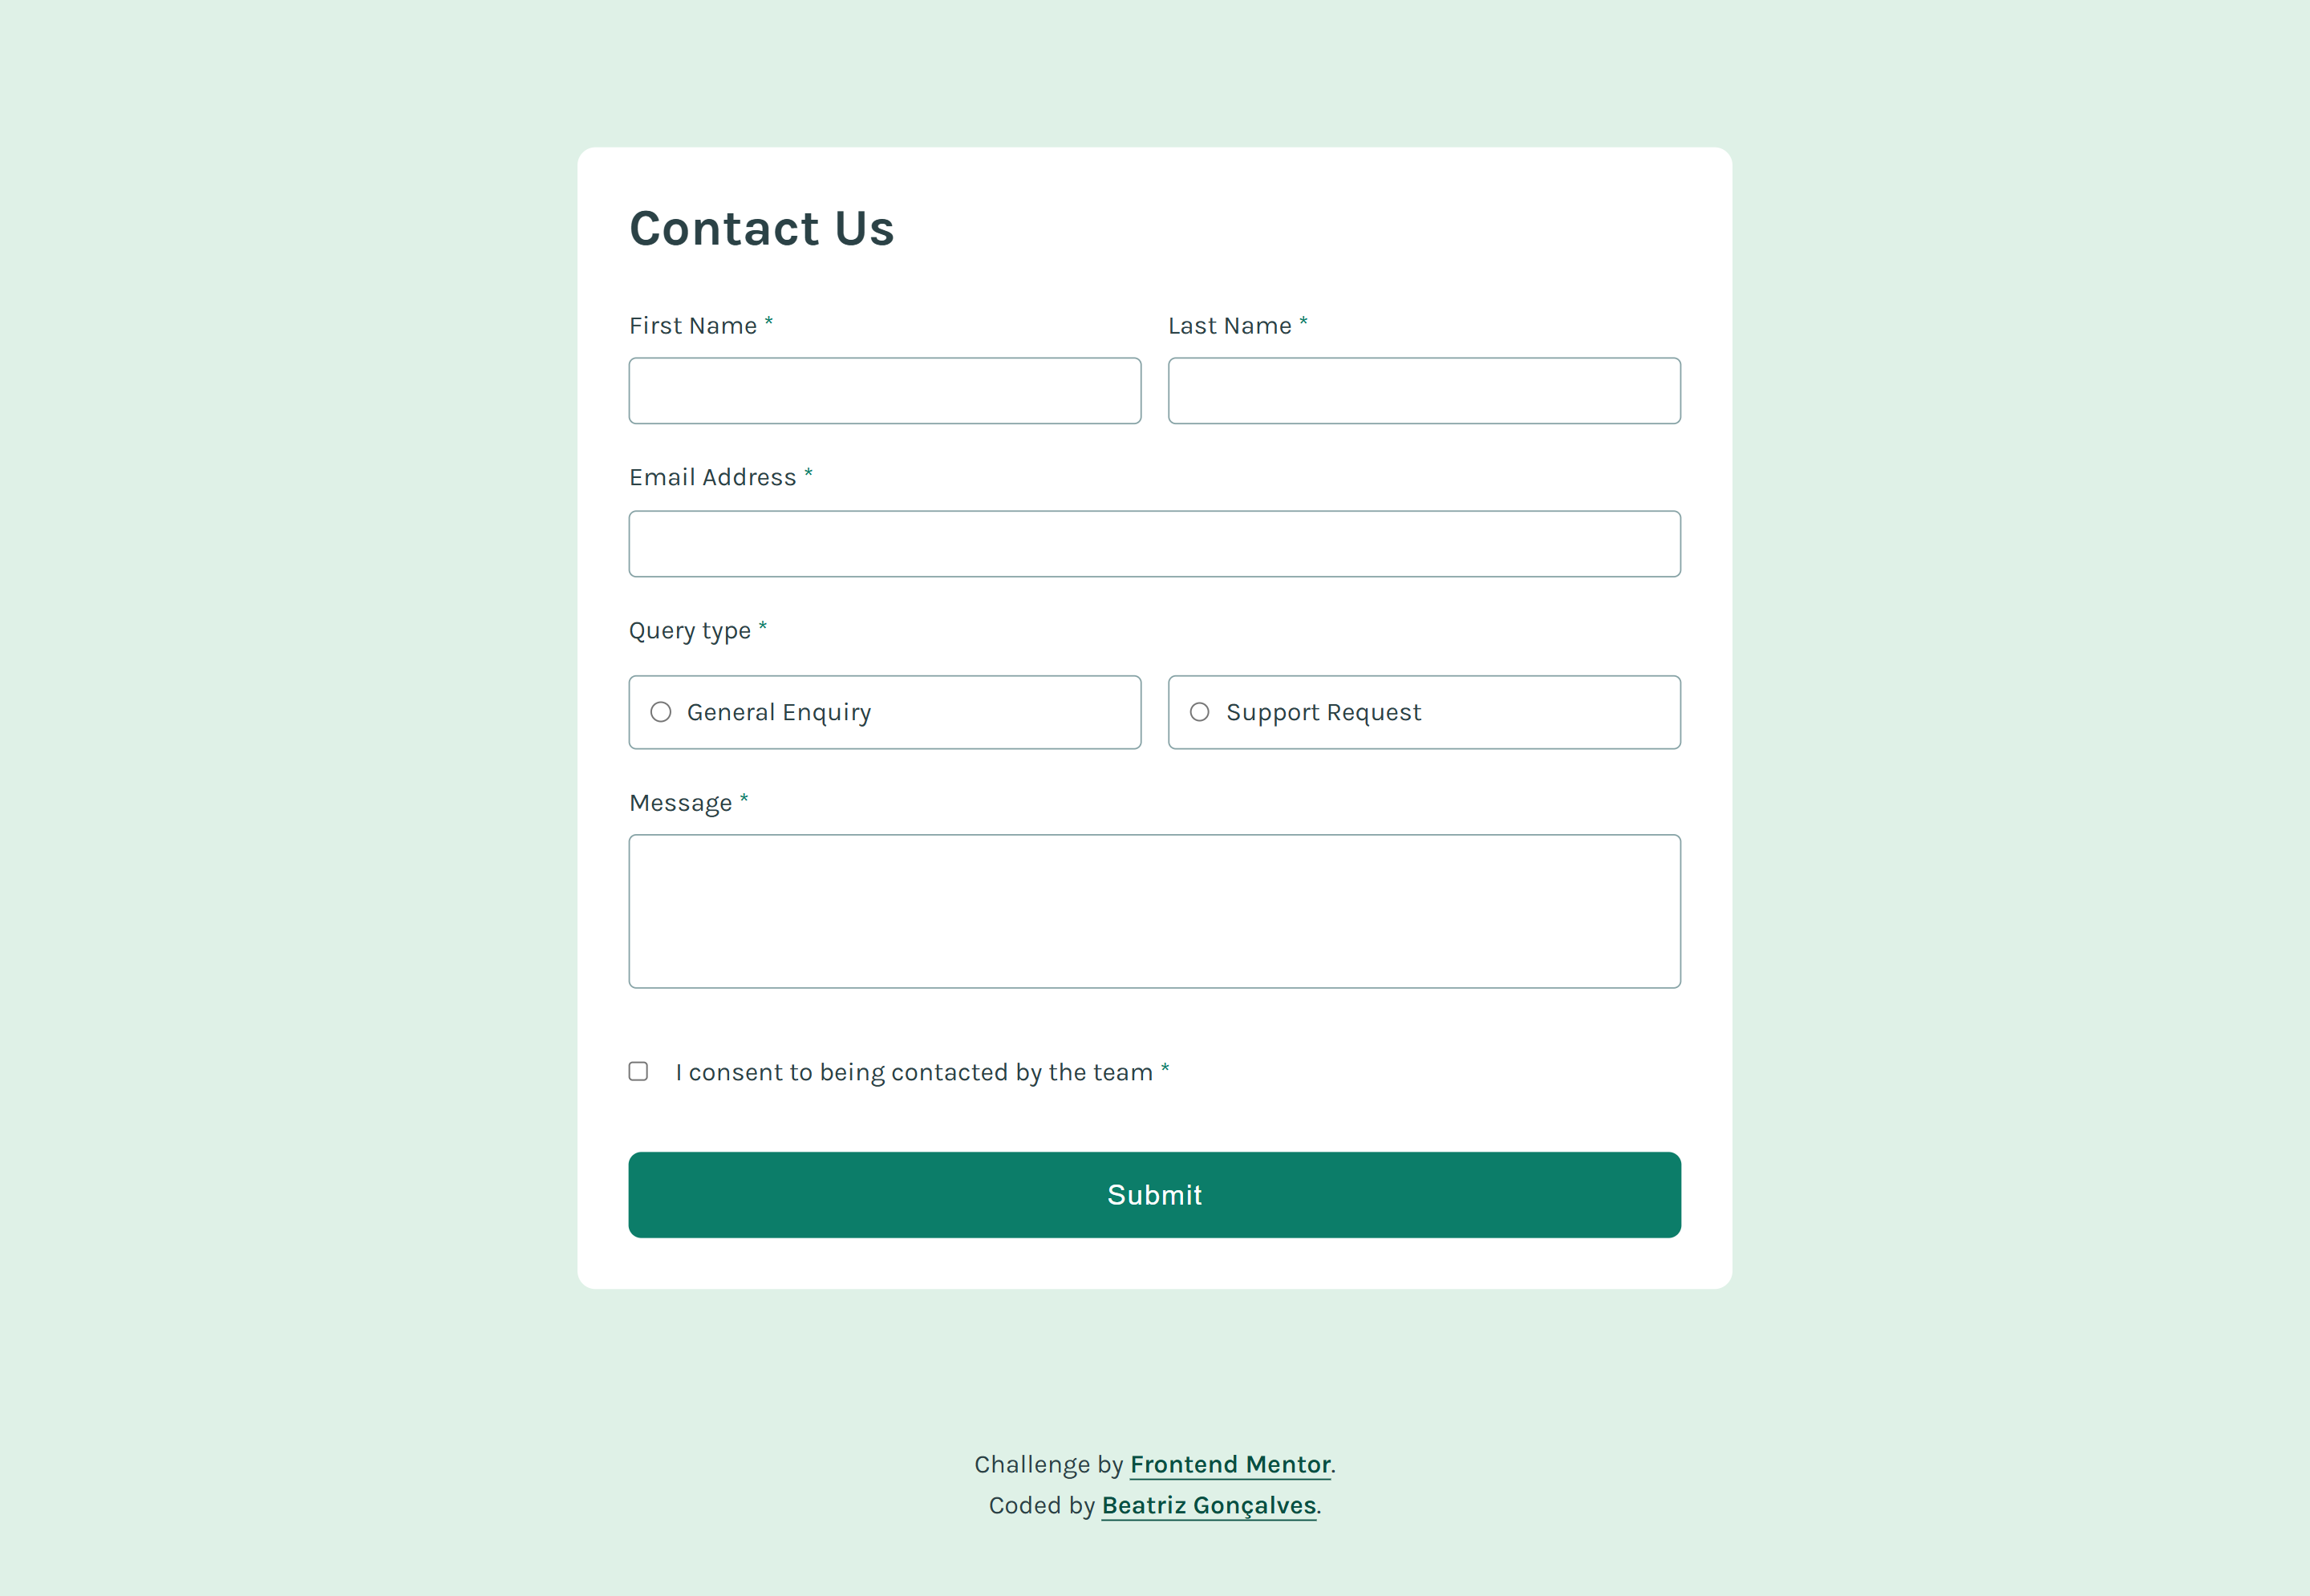 Contact Us
First Name * Last Name *
Email Address *
Query type *
General Enquiry Support Request
Message *
I consent to being contacted by the team *
Submit
Challenge by Frontend Mentor.
Coded by Beatriz Gonçalves.